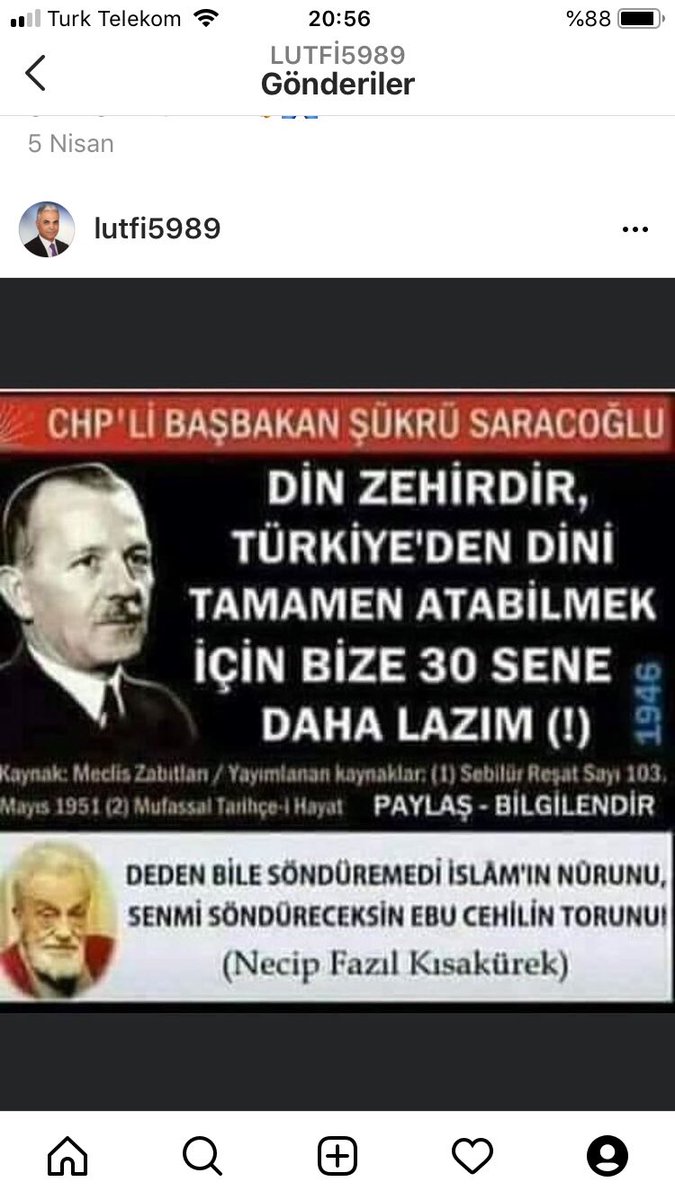 Turk Telekom 20:56 %88
LUTFİ5989
Gönderiler
5 Nisan
lutfi5989
CHP'Lİ BAŞBAKAN ŞÜKRÜ SARACOĞLU
DİN ZEHİRDİR,
TÜRKİYE'DEN DİNİ
TAMAMEN ATABİLMEK
İÇİN BİZE 30 SENE
DAHA LAZIM (!)
1946
Kaynak: Meclis Zabıtları / Yayımlanan kaynaklar: (1) Sebilür Reşat Sayı 103,
Mayıs 1951 (2) Mufassal Tarihçe-i Hayat PAYLAŞ - BİLGİLENDİR
DEDEN BİLE SÖNDÜREMEDİ İSLÂM'IN NÛRUNU,
SENMİ SÖNDÜRECEKSİN EBU CEHİLİN TORUNU!
(Necip Fazıl Kısakürek)